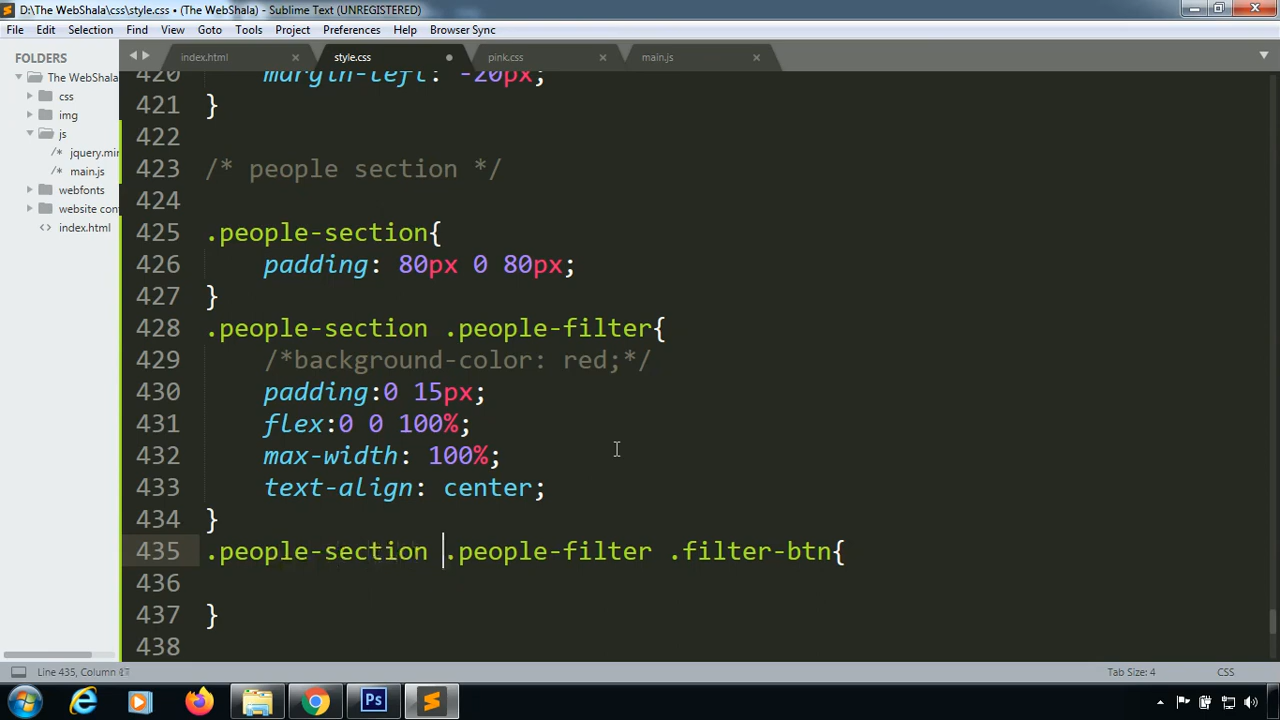 D:\The WebShala\css\style.css • (The WebShala) - Sublime Text (UNREGISTERED)
File Edit Selection Find View Goto Tools Project Preferences Help Browser Sync
FOLDERS
The WebShala
css
img
js
jquery.min
main.js
webfonts
website con
index.html
index.html style.css pink.css main.js
420 margin-left: -20px;
421 }
422
423 /* people section */
424
425 .people-section{
426 padding: 80px 0 80px;
427 }
428 .people-section .people-filter{
429 /*background-color: red;*/
430 padding:0 15px;
431 flex:0 0 100%;
432 max-width: 100%;
433 text-align: center;
434 }
435 .people-section .people-filter .filter-btn{
436
437 }
438
Line 435, Column 17 Tab Size: 4 CSS
Ps